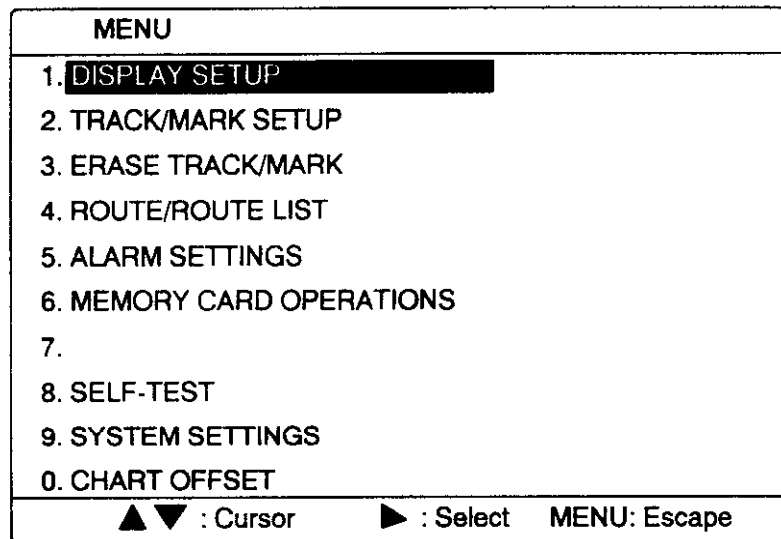 MENU
1. DISPLAY SETUP
2. TRACK/MARK SETUP
3. ERASE TRACK/MARK
4. ROUTE/ROUTE LIST
5. ALARM SETTINGS
6. MEMORY CARD OPERATIONS
7.
8. SELF-TEST
9. SYSTEM SETTINGS
0. CHART OFFSET
▲ ▼ : Cursor ▶ : Select MENU: Escape